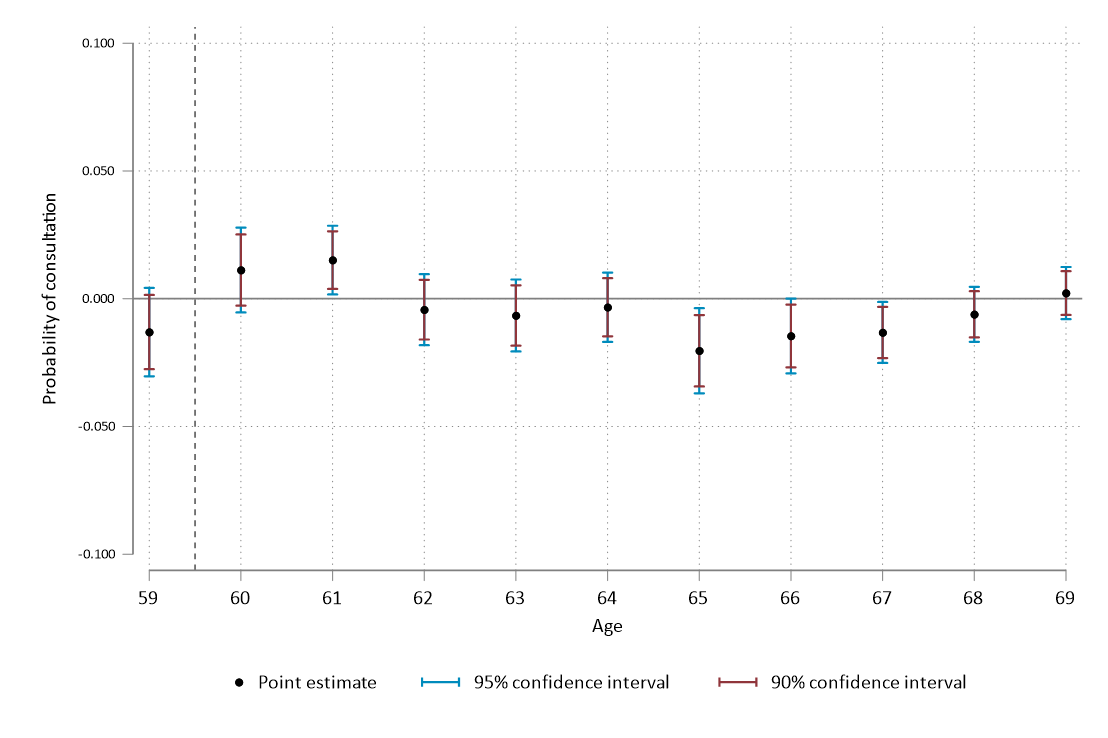 0.100
0.050
0.000
-0.050
-0.100
Probability of consultation
59 60 61 62 63 64 65 66 67 68 69
Age
Point estimate 95% confidence interval 90% confidence interval